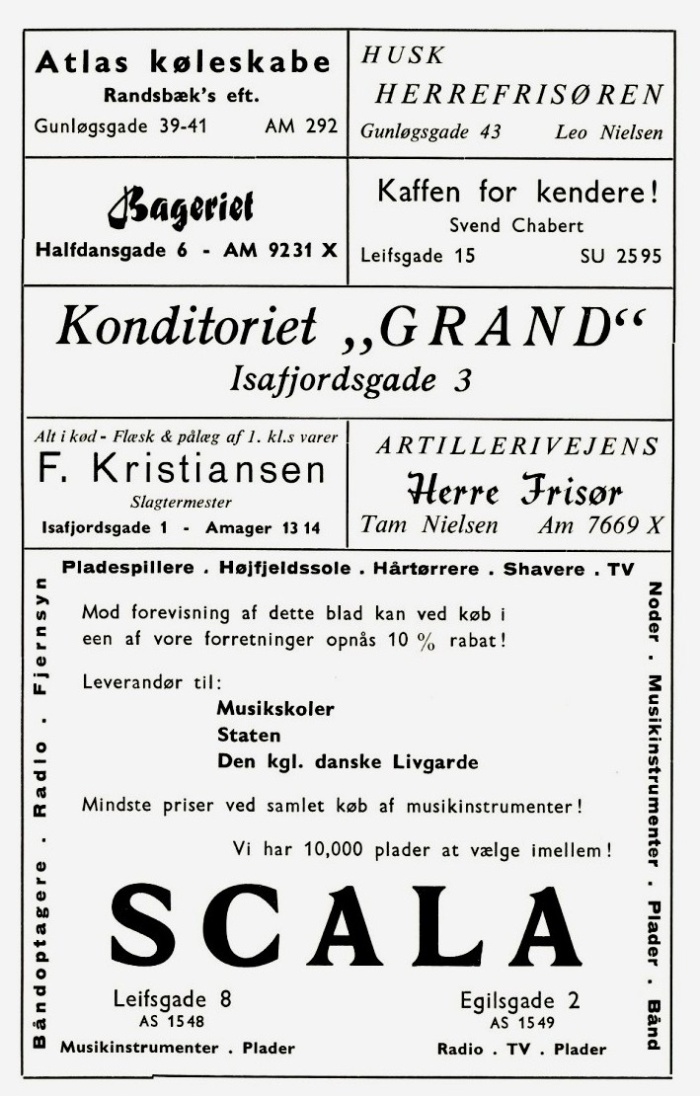 Atlas køleskabe
Randsbæk's eft.
Gunløgsgade 39-41 AM 292
HUSK
HERREFRISØREN
Gunløgsgade 43 Leo Nielsen
Bageriet
Halfdansgade 6 - AM 9231 X
Kaffen for kendere!
Svend Chabert
Leifsgade 15 SU 2595
Konditoriet „GRAND“
Isafjordsgade 3
Alt i kød - Flæsk & pålæg af 1. kl.s varer
F. Kristiansen
Slagtermester
Isafjordsgade 1 - Amager 13 14
ARTILLERIVEJENS
Herre Frisør
Tam Nielsen Am 7669 X
Pladespillere . Højfjeldssole . Hårtørrere . Shavere . TV
Båndoptagere . Radio . Fjernsyn
Mod forevisning af dette blad kan ved køb i
een af vore forretninger opnås 10 % rabat!
Leverandør til:
Musikskoler
Staten
Den kgl. danske Livgarde
Mindste priser ved samlet køb af musikinstrumenter!
Vi har 10,000 plader at vælge imellem!
SCALA
Leifsgade 8
AS 1548
Musikinstrumenter . Plader
Egilsgade 2
AS 1549
Radio . TV . Plader
Noder . Musikinstrumenter . Plader . Bånd